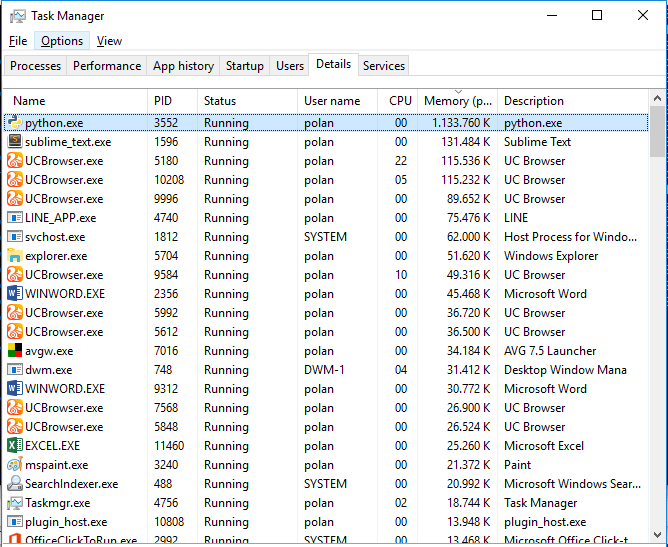 Task Manager
File Options View
Processes Performance App history Startup Users Details Services
Name PID Status User name CPU Memory (p... Description
python.exe 3552 Running polan 00 1.133.760 K python.exe
sublime_text.exe 1596 Running polan 00 131.484 K Sublime Text
UCBrowser.exe 5180 Running polan 22 115.536 K UC Browser
UCBrowser.exe 10208 Running polan 05 115.232 K UC Browser
UCBrowser.exe 9996 Running polan 00 89.652 K UC Browser
LINE_APP.exe 4740 Running polan 00 75.476 K LINE
svchost.exe 1812 Running SYSTEM 00 62.000 K Host Process for Windo...
explorer.exe 5704 Running polan 00 51.620 K Windows Explorer
UCBrowser.exe 9584 Running polan 10 49.316 K UC Browser
WINWORD.EXE 2356 Running polan 00 45.468 K Microsoft Word
UCBrowser.exe 5992 Running polan 00 36.720 K UC Browser
UCBrowser.exe 5612 Running polan 00 36.500 K UC Browser
avgw.exe 7016 Running polan 00 34.184 K AVG 7.5 Launcher
dwm.exe 748 Running DWM-1 04 31.412 K Desktop Window Mana
WINWORD.EXE 9312 Running polan 00 30.772 K Microsoft Word
UCBrowser.exe 7568 Running polan 00 26.900 K UC Browser
UCBrowser.exe 5848 Running polan 00 26.524 K UC Browser
EXCEL.EXE 11460 Running polan 00 25.260 K Microsoft Excel
mspaint.exe 3240 Running polan 00 21.372 K Paint
SearchIndexer.exe 488 Running SYSTEM 00 20.992 K Microsoft Windows Sear...
Taskmgr.exe 4756 Running polan 02 18.744 K Task Manager
plugin_host.exe 10808 Running polan 00 13.948 K plugin_host.exe
OfficeClickToRun.exe 2992 Running SYSTEM 00 13.468 K Microsoft Office Click-t...